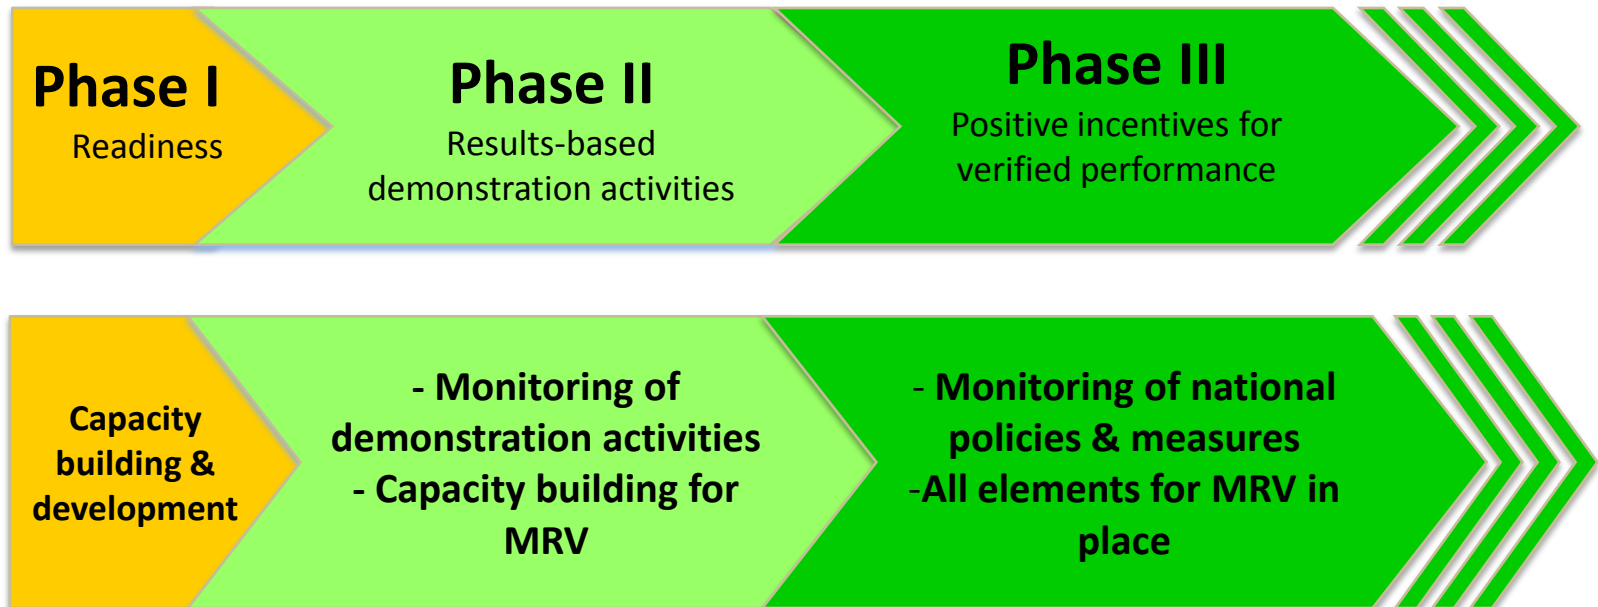 Phase I
Readiness
Phase II
Results-based
demonstration activities
Phase III
Positive incentives for
verified performance
Capacity
building &
development
- Monitoring of
demonstration activities
- Capacity building for
MRV
- Monitoring of national
policies & measures
-All elements for MRV in
place